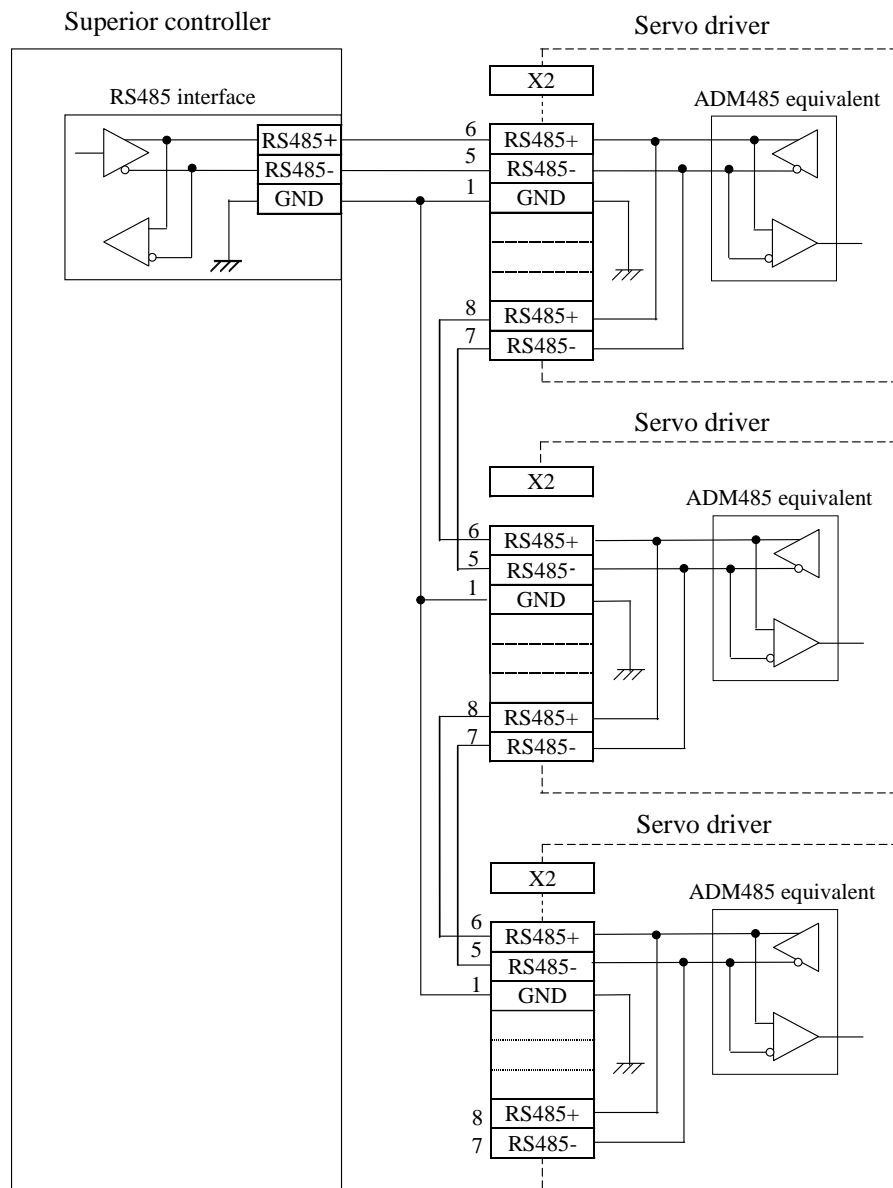 Superior controller
RS485 interface
RS485+
RS485-
GND
Servo driver
X2
ADM485 equivalent
6 RS485+
5 RS485-
1 GND
8 RS485+
7 RS485-
Servo driver
X2
ADM485 equivalent
6 RS485+
5 RS485-
1 GND
8 RS485+
7 RS485-
Servo driver
X2
ADM485 equivalent
6 RS485+
5 RS485-
1 GND
8 RS485+
7 RS485-